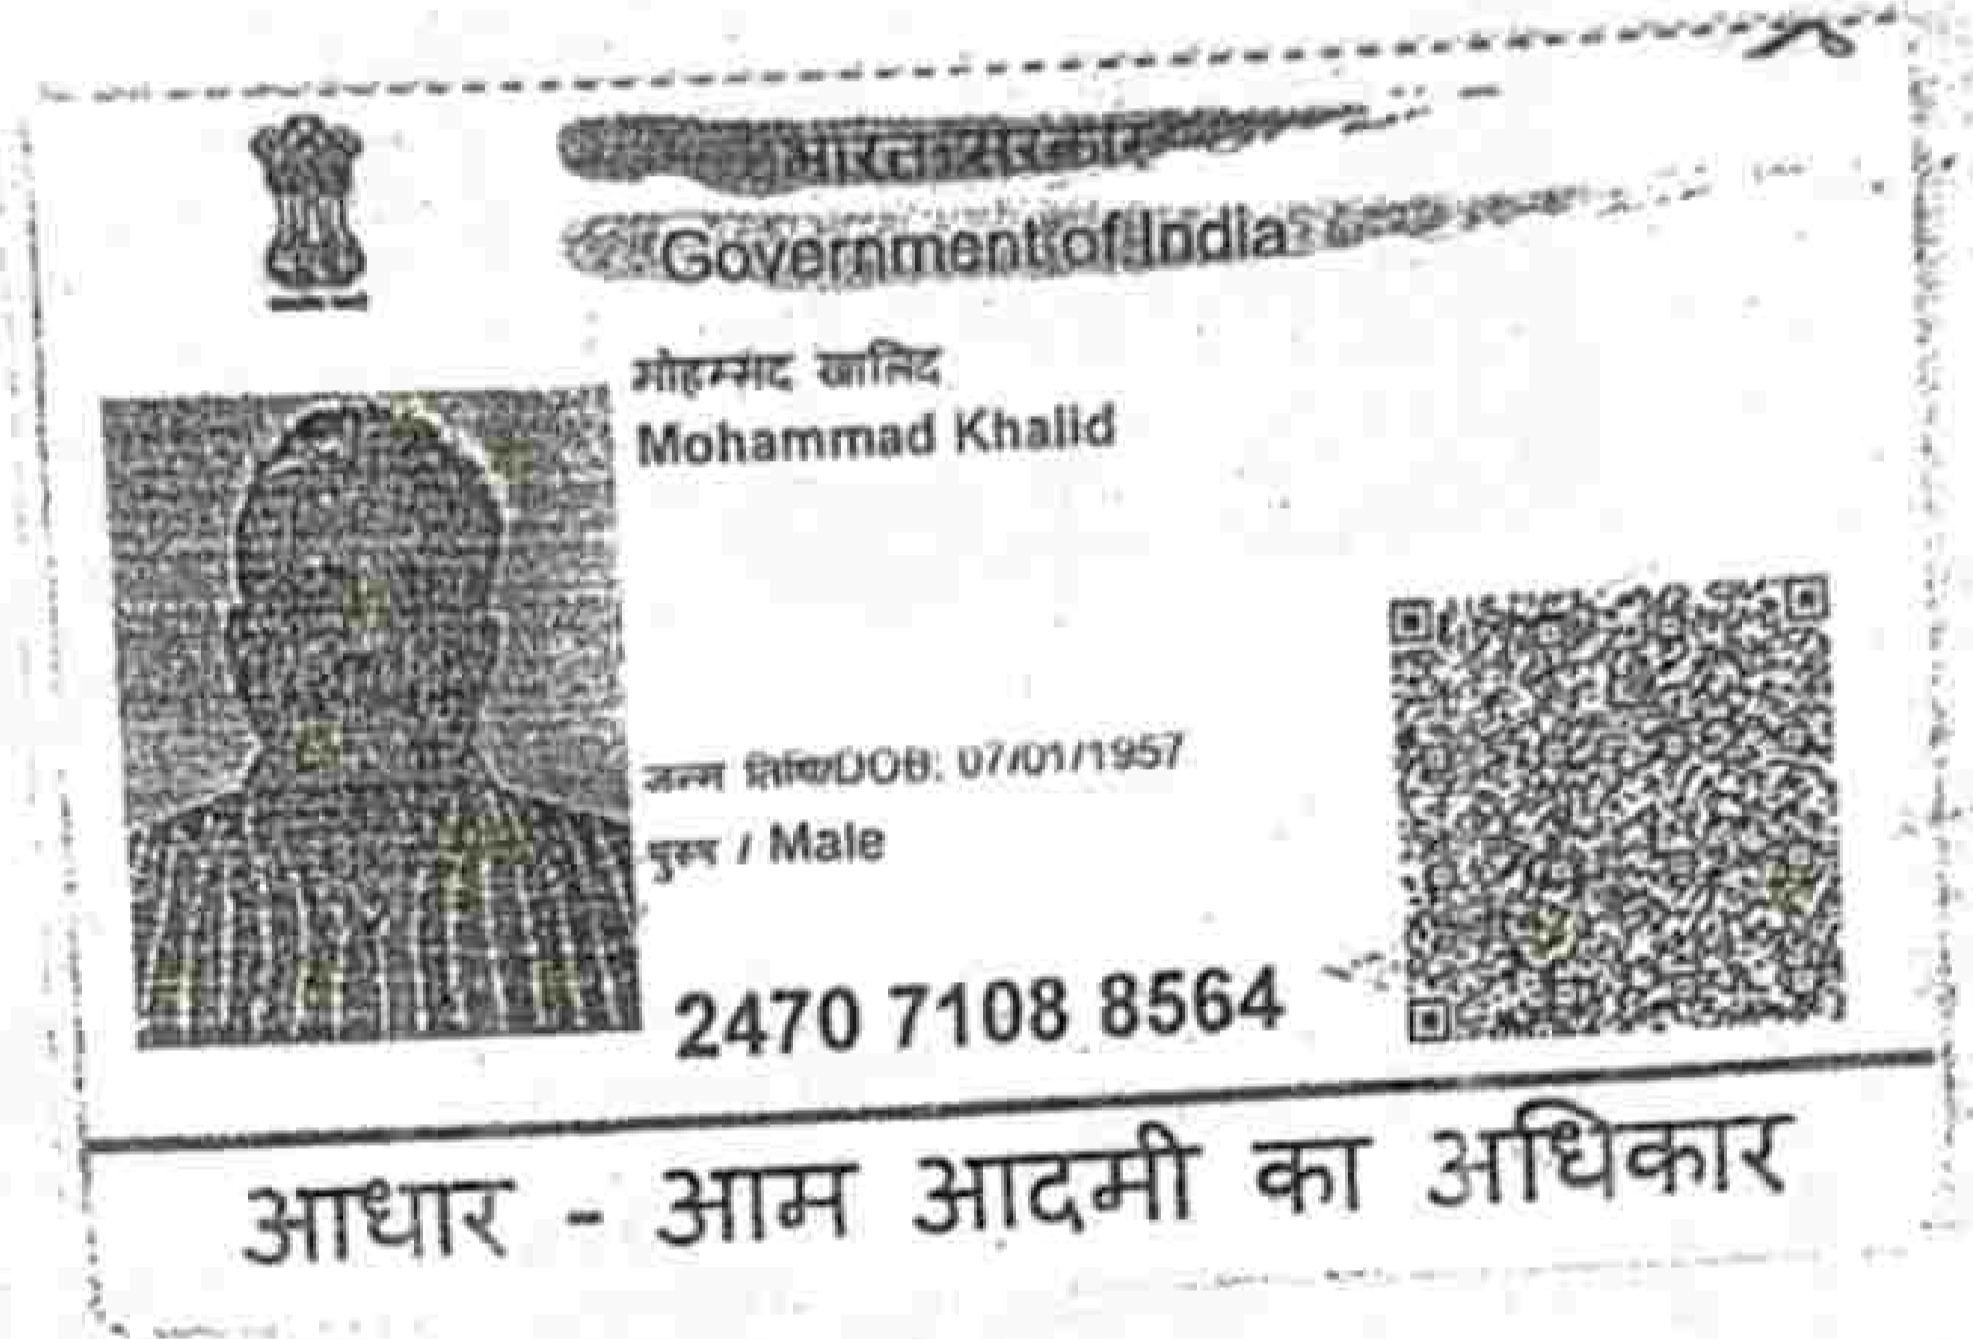 भारत सरकार
Government of India
मोहम्मद खालिद
Mohammad Khalid
जन्म तिथि/DOB: 07/01/1957
पुरुष / Male
2470 7108 8564
आधार - आम आदमी का अधिकार